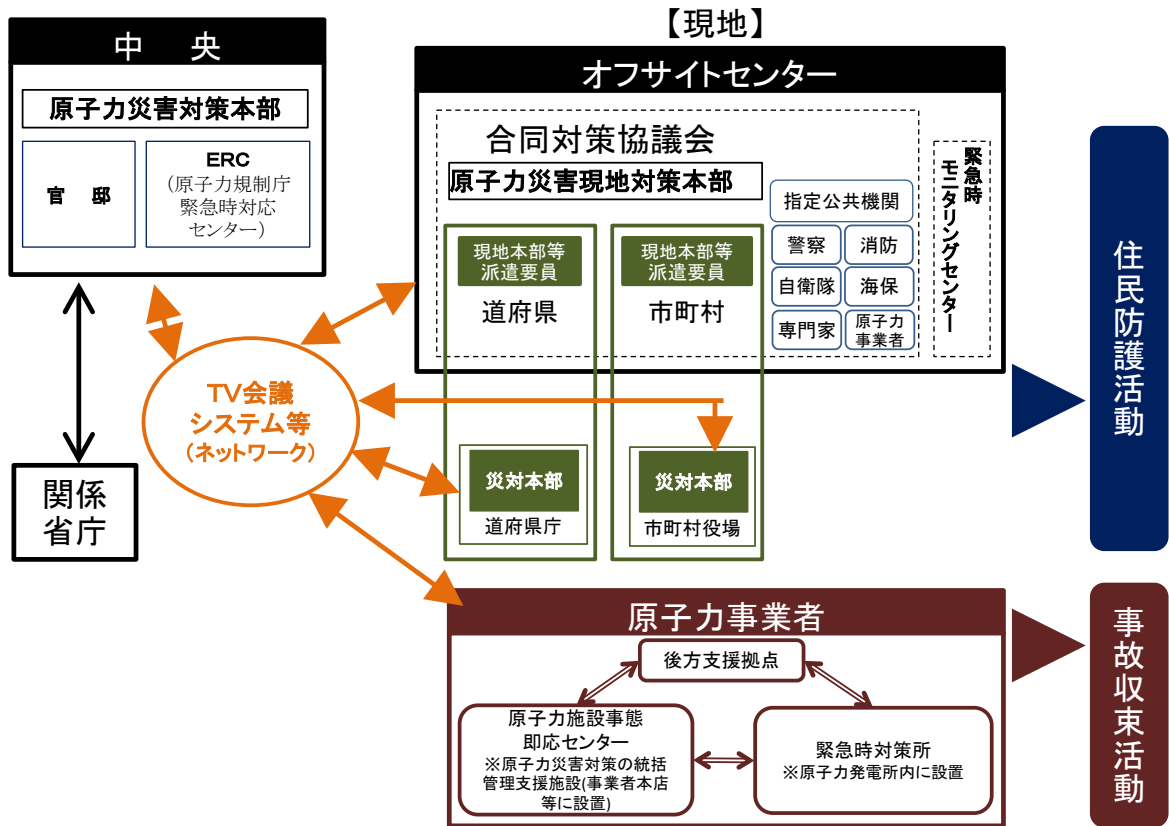 中 央
原子力災害対策本部
官 邸
ERC
(原子力規制庁
緊急時対応
センター)
関係
省庁
TV会議
システム等
(ネットワーク)
【現地】
オフサイトセンター
合同対策協議会
原子力災害現地対策本部
現地本部等
派遣要員
道府県
現地本部等
派遣要員
市町村
指定公共機関
警察
消防
自衛隊
海保
専門家
原子力
事業者
緊急時
モニタリングセンター
災対本部
道府県庁
災対本部
市町村役場
住民防護活動
原子力事業者
後方支援拠点
原子力施設事態
即応センター
※原子力災害対策の統括
管理支援施設(事業者本店
等に設置)
緊急時対策所
※原子力発電所内に設置
事故収束活動